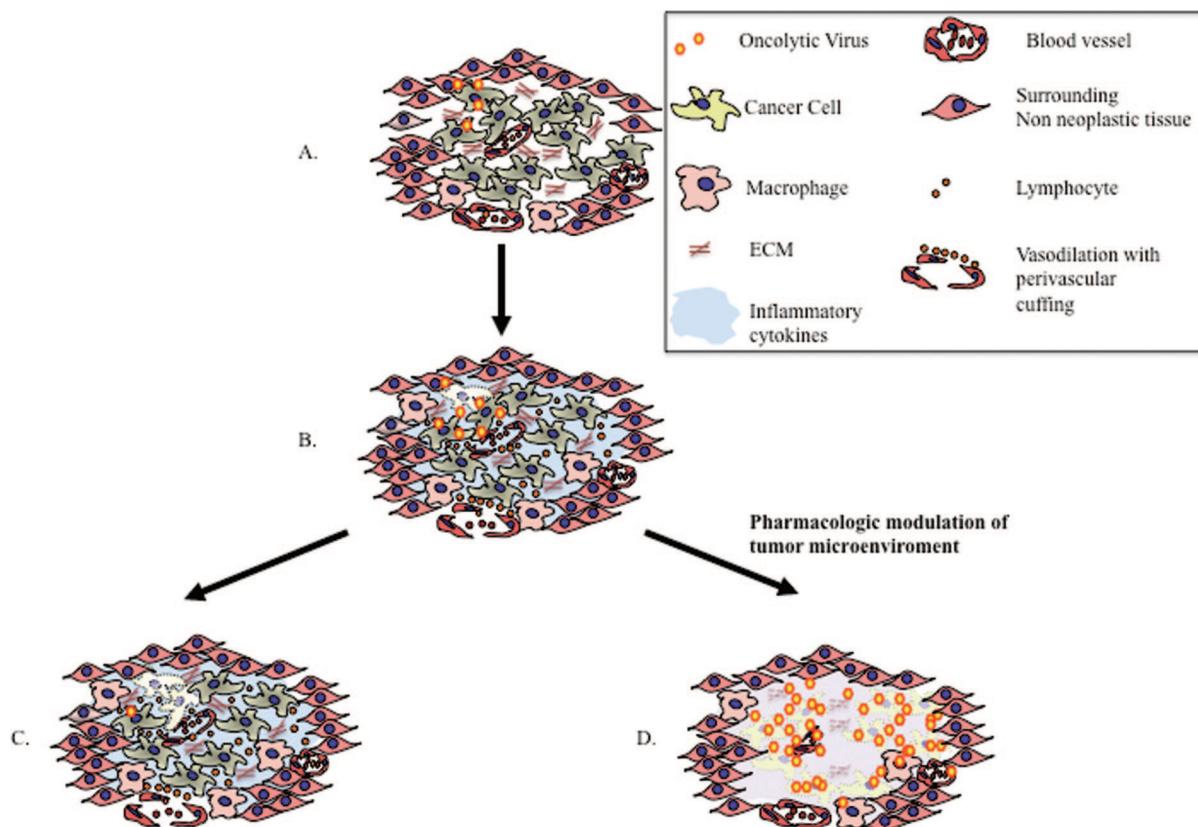 Oncolytic Virus
Blood vessel
Cancer Cell
Surrounding
Non neoplastic tissue
A.
Macrophage
Lymphocyte
ECM
Vasodilation with
perivascular
cuffing
Inflammatory
cytokines
B.
Pharmacologic modulation of
tumor microenviroment
C.
D.